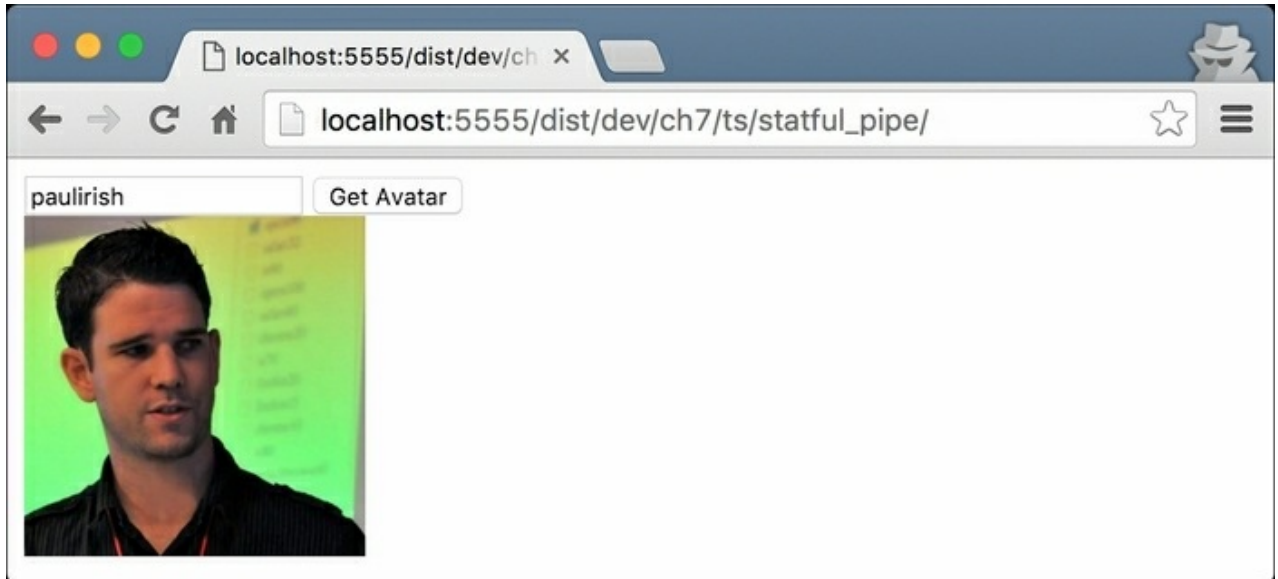 localhost:5555/dist/dev/ch
localhost:5555/dist/dev/ch7/ts/statful_pipe/
paulirish Get Avatar